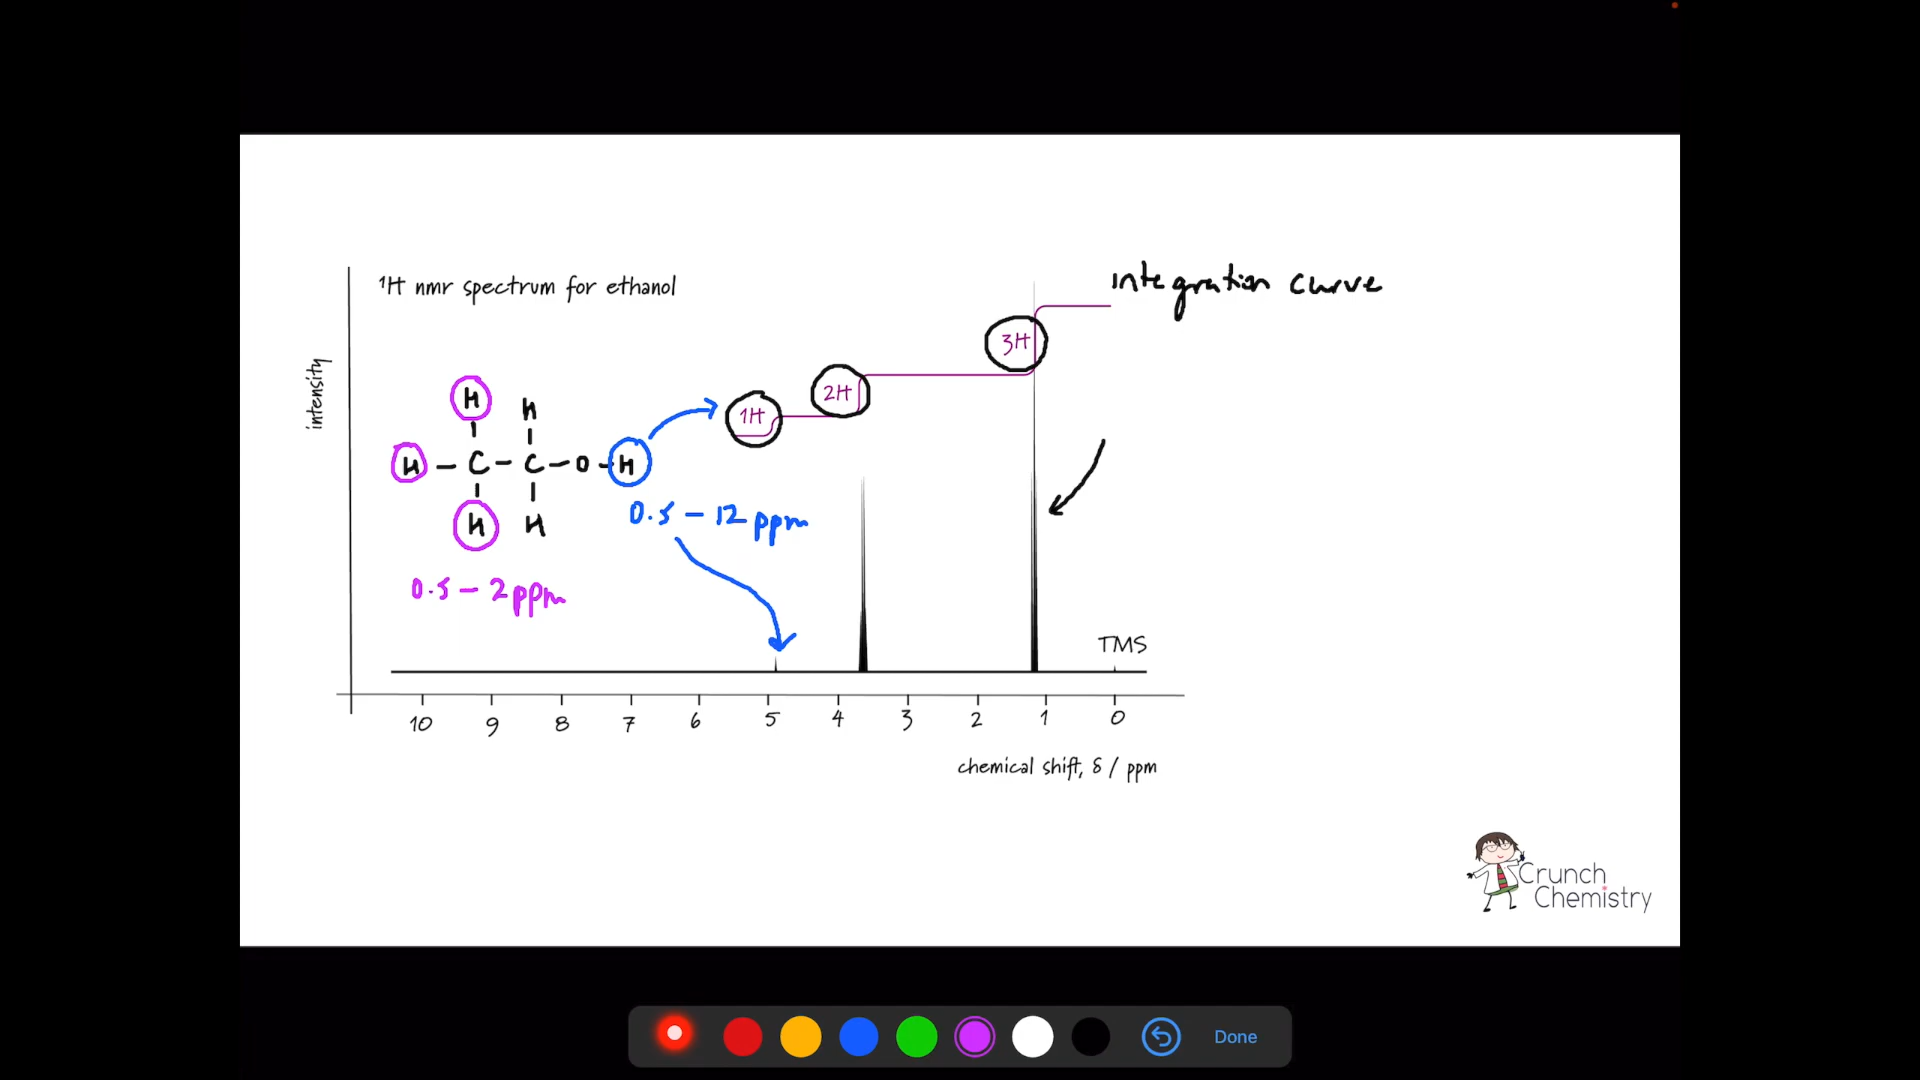 ¹H nmr spectrum for ethanol
integration curve
intensity
3H
2H
1H
H
H
H – C – C – O – H
H
H
0.5 – 12 ppm
0.5 – 2 ppm
TMS
10 9 8 7 6 5 4 3 2 1 0
chemical shift, δ / ppm
Crunch
Chemistry
Done